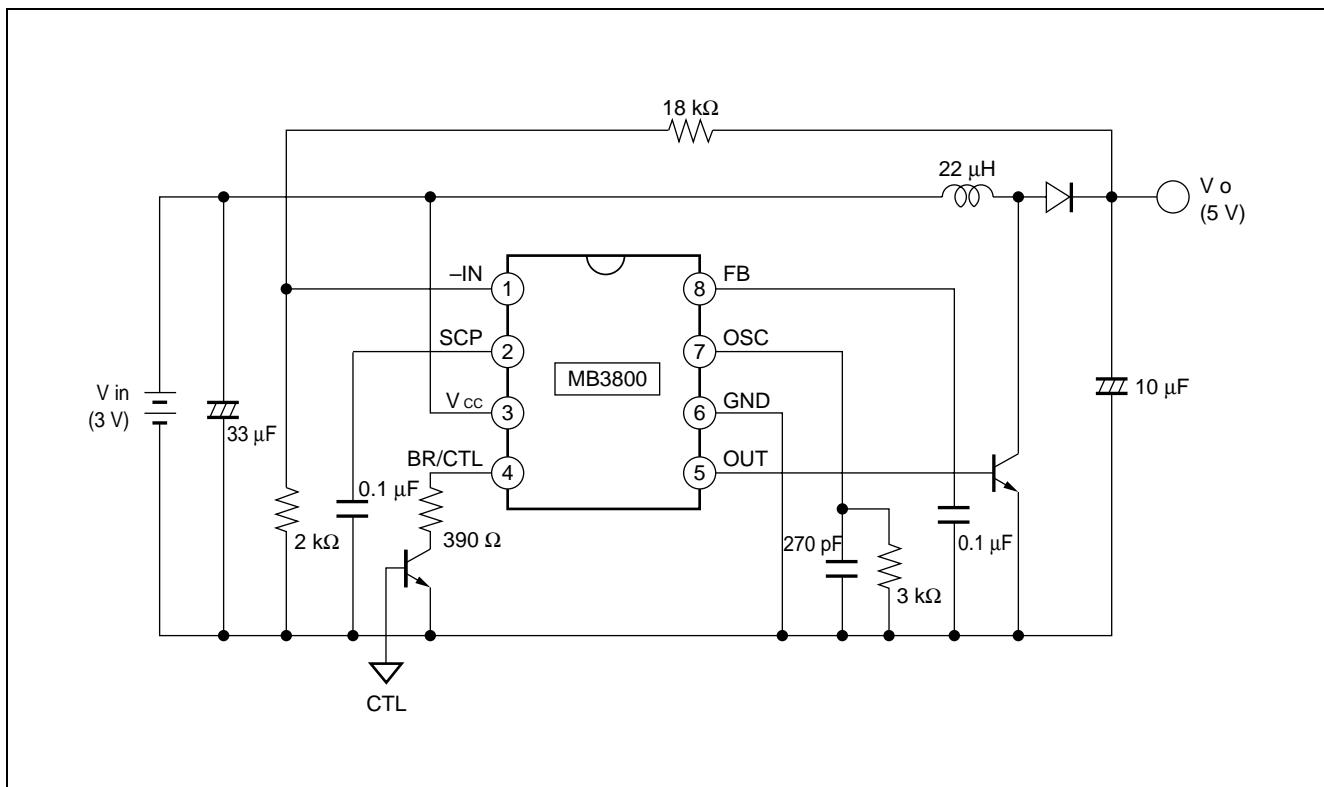 18 kΩ
22 μH
V o
(5 V)
–IN
1
8
FB
SCP
2
7
OSC
MB3800
V in
(3 V)
33 μF
10 μF
V CC
3
6
GND
BR/CTL
4
5
OUT
0.1 μF
2 kΩ
390 Ω
270 pF
3 kΩ
0.1 μF
CTL